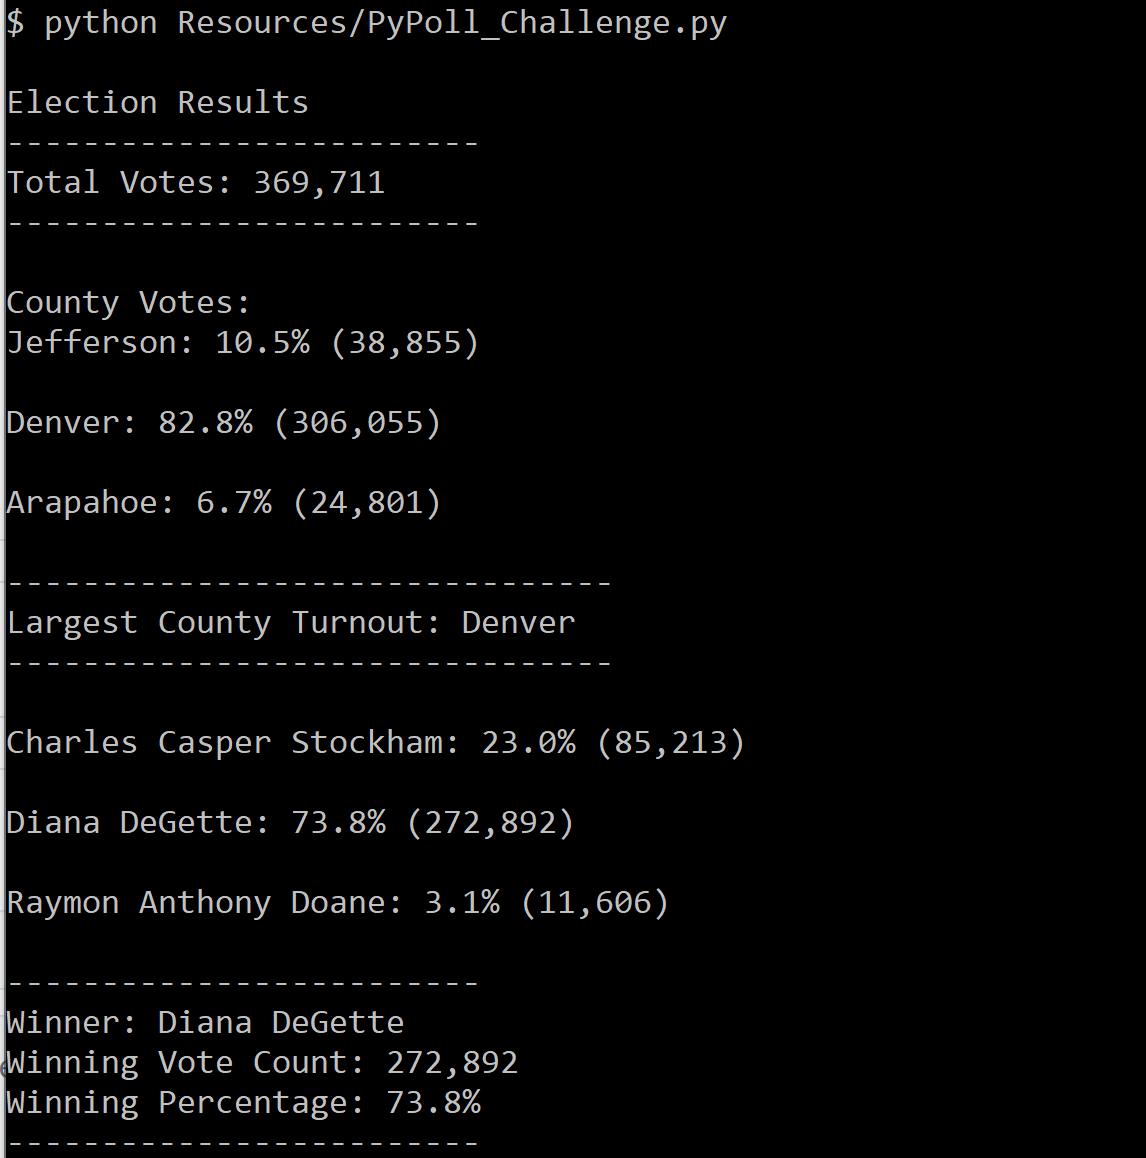 $ python Resources/PyPoll_Challenge.py
Election Results
-------------------------
Total Votes: 369,711
-------------------------
County Votes:
Jefferson: 10.5% (38,855)
Denver: 82.8% (306,055)
Arapahoe: 6.7% (24,801)
--------------------------------
Largest County Turnout: Denver
--------------------------------
Charles Casper Stockham: 23.0% (85,213)
Diana DeGette: 73.8% (272,892)
Raymon Anthony Doane: 3.1% (11,606)
-------------------------
Winner: Diana DeGette
Winning Vote Count: 272,892
Winning Percentage: 73.8%
-------------------------